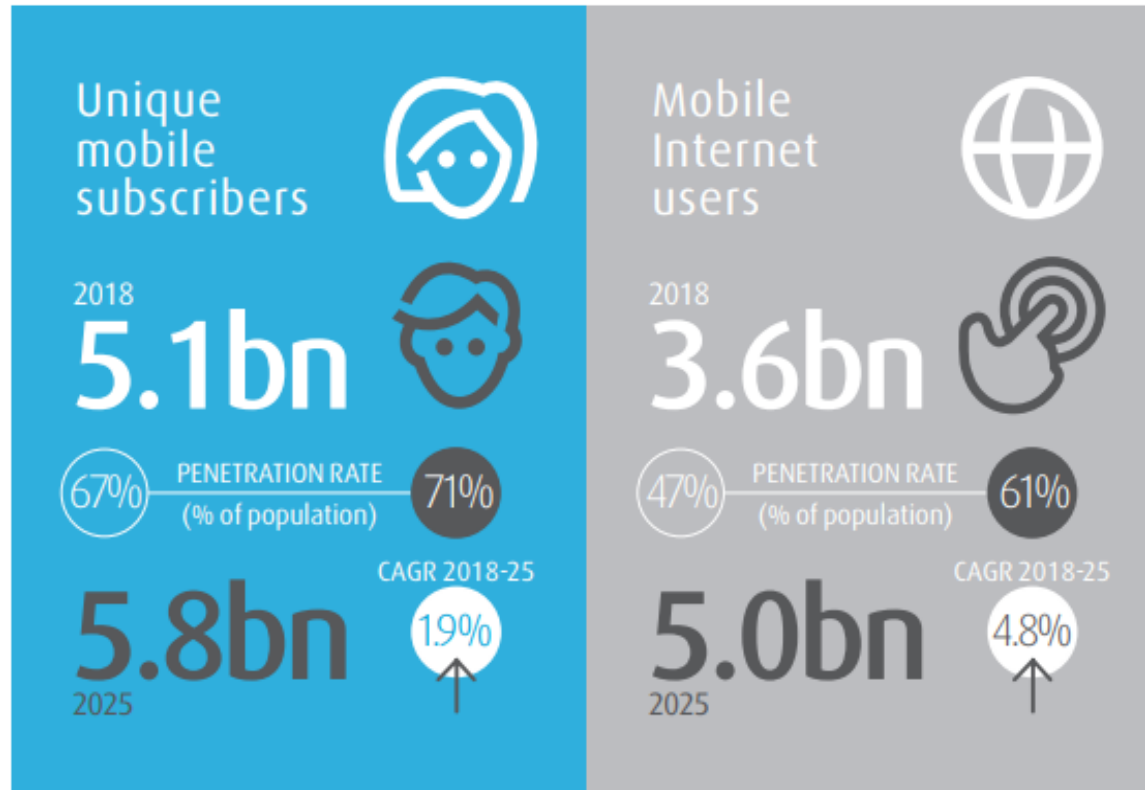 Unique
mobile
subscribers
2018
5.1bn
67%
PENETRATION RATE
(% of population)
71%
CAGR 2018-25
5.8bn
1.9%
2025
Mobile
Internet
users
2018
3.6bn
47%
PENETRATION RATE
(% of population)
61%
CAGR 2018-25
5.0bn
4.8%
2025